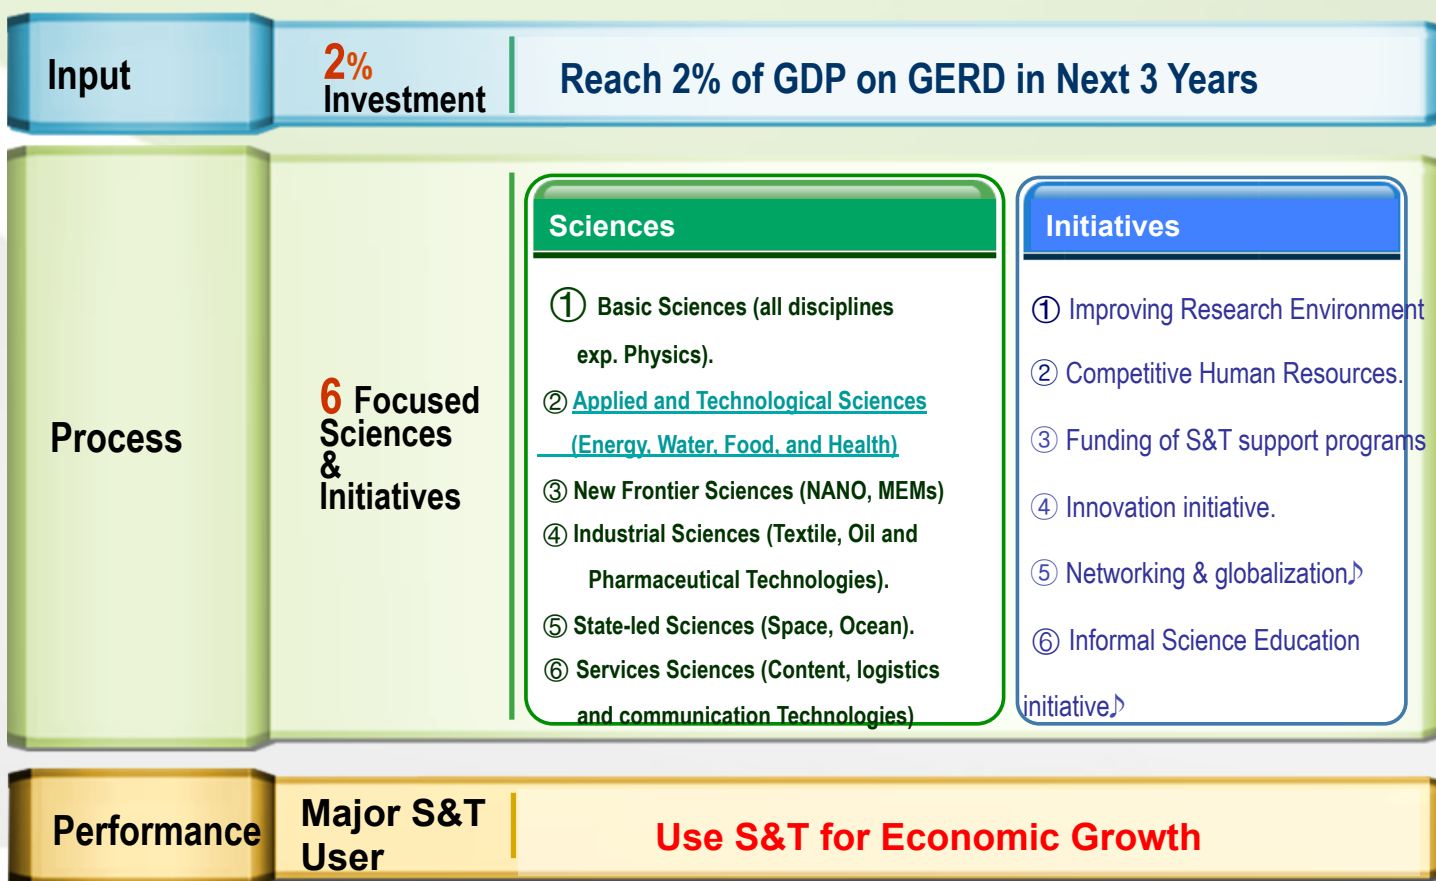 Input
2%
Investment
Reach 2% of GDP on GERD in Next 3 Years
Process
6 Focused
Sciences
&
Initiatives
Sciences
① Basic Sciences (all disciplines
exp. Physics).
② Applied and Technological Sciences
(Energy, Water, Food, and Health)
③ New Frontier Sciences (NANO, MEMs)
④ Industrial Sciences (Textile, Oil and
Pharmaceutical Technologies).
⑤ State-led Sciences (Space, Ocean).
⑥ Services Sciences (Content, logistics
and communication Technologies)
Initiatives
① Improving Research Environment
② Competitive Human Resources.
③ Funding of S&T support programs
④ Innovation initiative.
⑤ Networking & globalization♪
⑥ Informal Science Education
initiative♪
Performance
Major S&T
User
Use S&T for Economic Growth